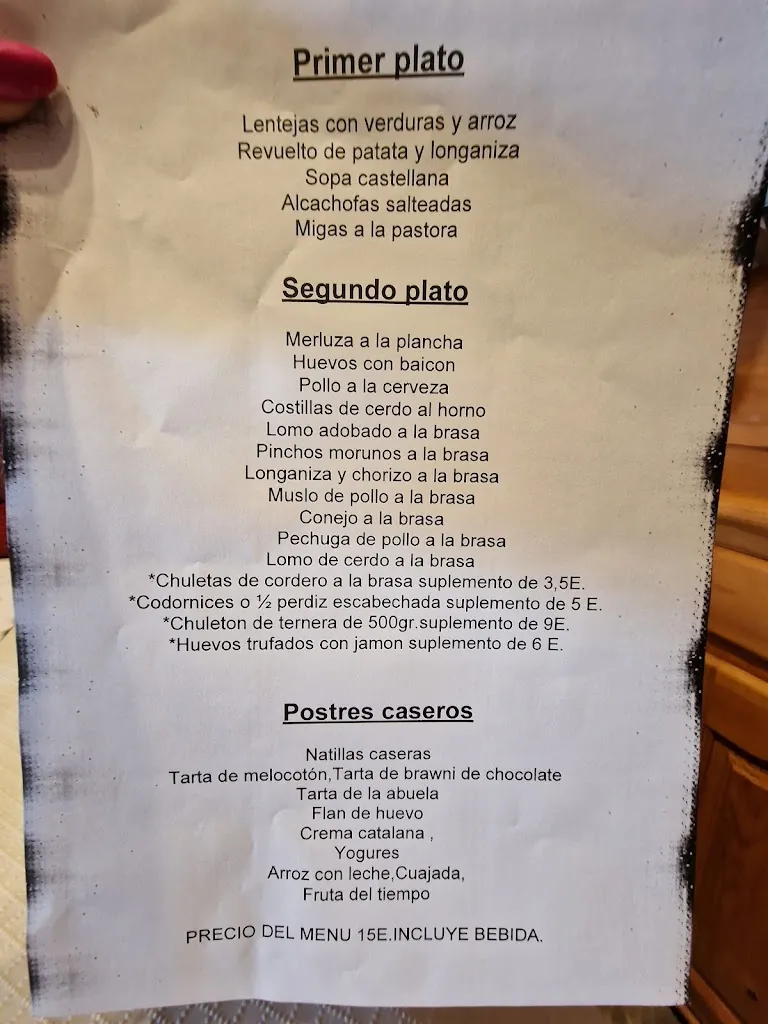 Primer plato
Lentejas con verduras y arroz
Revuelto de patata y longaniza
Sopa castellana
Alcachofas salteadas
Migas a la pastora
Segundo plato
Merluza a la plancha
Huevos con baicon
Pollo a la cerveza
Costillas de cerdo al horno
Lomo adobado a la brasa
Pinchos morunos a la brasa
Longaniza y chorizo a la brasa
Muslo de pollo a la brasa
Conejo a la brasa
Pechuga de pollo a la brasa
Lomo de cerdo a la brasa
*Chuletas de cordero a la brasa suplemento de 3,5E.
*Codornices o ½ perdiz escabechada suplemento de 5 E.
*Chuleton de ternera de 500gr.suplemento de 9E.
*Huevos trufados con jamon suplemento de 6 E.
Postres caseros
Natillas caseras
Tarta de melocotón,Tarta de brawni de chocolate
Tarta de la abuela
Flan de huevo
Crema catalana ,
Yogures
Arroz con leche,Cuajada,
Fruta del tiempo
PRECIO DEL MENU 15E.INCLUYE BEBIDA.